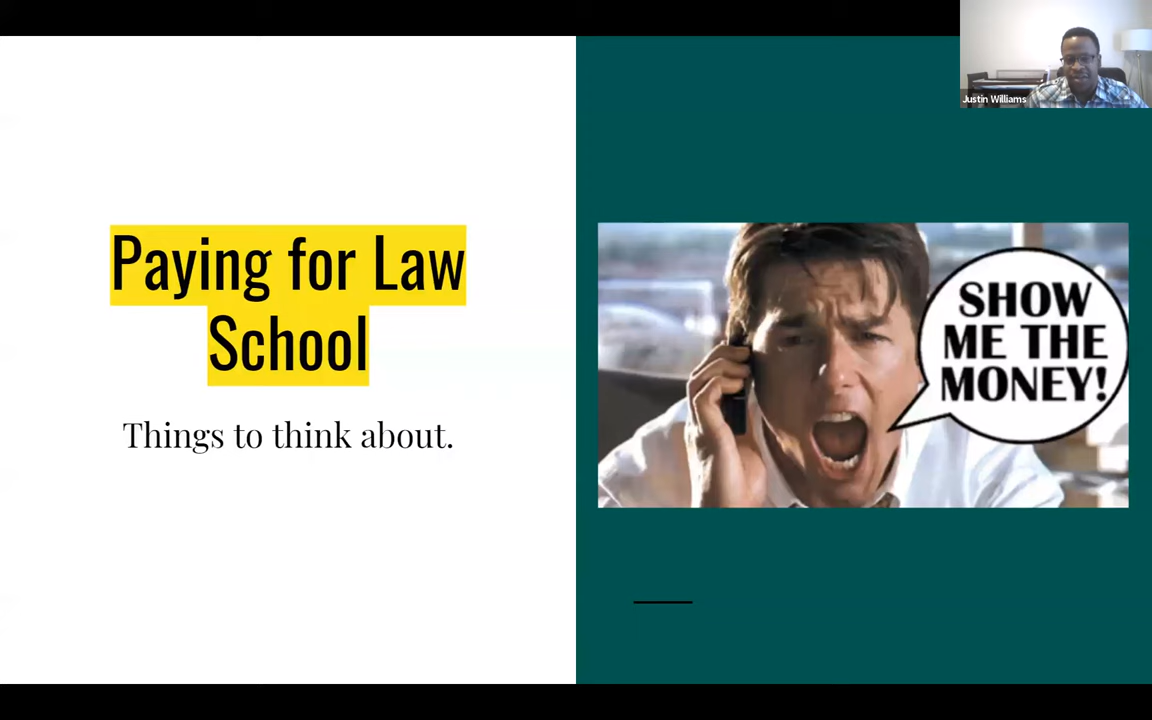 Paying for Law
School
Things to think about.
SHOW
ME THE
MONEY!
Justin Williams